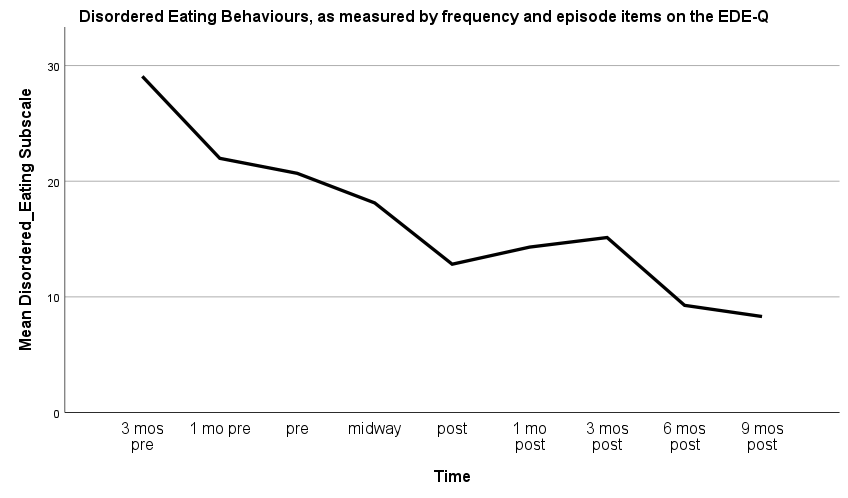 Disordered Eating Behaviours, as measured by frequency and episode items on the EDE-Q
Mean Disordered_Eating Subscale
30
20
10
0
3 mos
pre
1 mo pre
pre
midway
post
1 mo
post
3 mos
post
6 mos
post
9 mos
post
Time